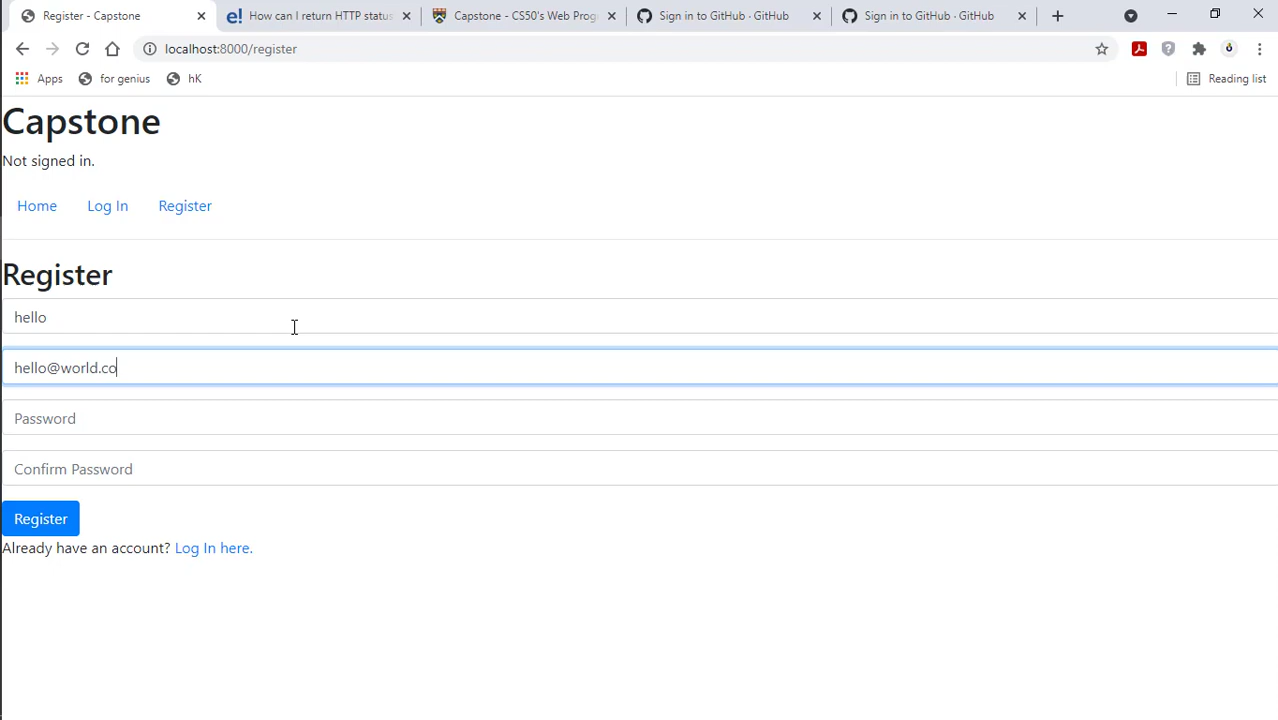 Register - Capstone
How can I return HTTP status
Capstone - CS50's Web Prog
Sign in to GitHub · GitHub
Sign in to GitHub · GitHub
localhost:8000/register
Apps
for genius
hK
Reading list
Capstone
Not signed in.
Home
Log In
Register
Register
hello
hello@world.co
Password
Confirm Password
Register
Already have an account? Log In here.